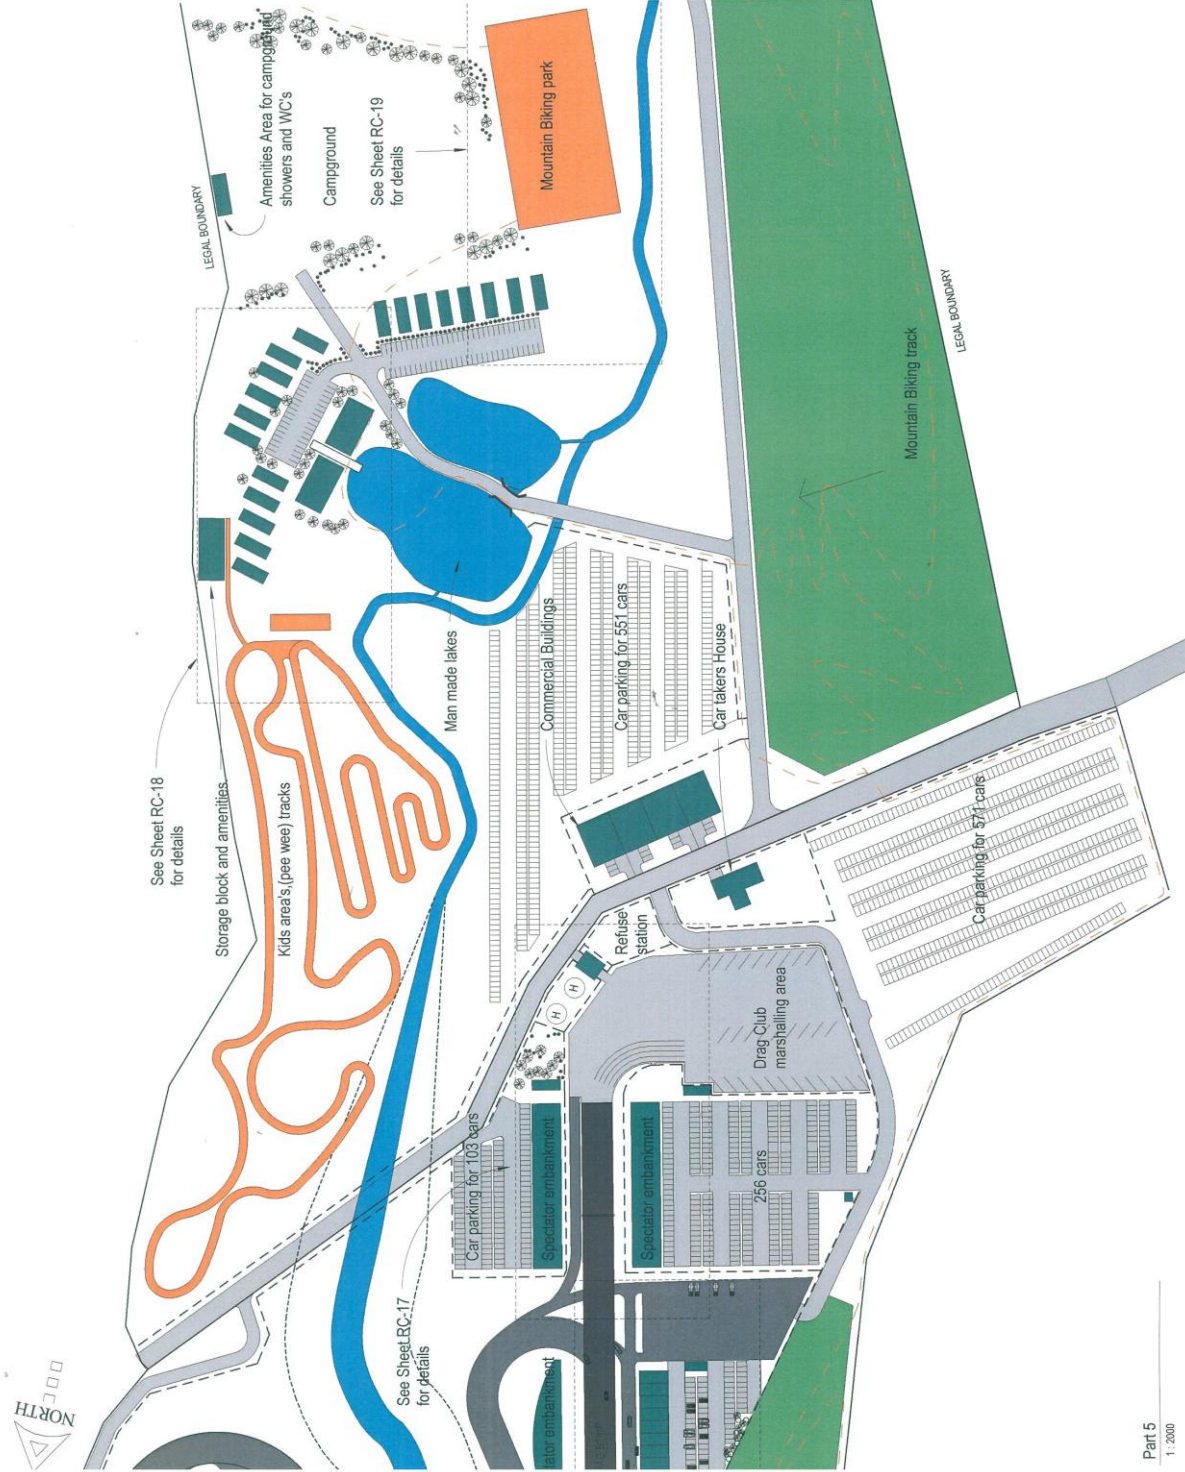 Amenities Area for campground
showers and WC's
Campground
See Sheet RC-19
for details
Mountain Biking park
LEGAL BOUNDARY
Mountain Biking track
LEGAL BOUNDARY
See Sheet RC-18
for details
Storage block and amenities
Kids area's,(pee wee) tracks
Man made lakes
Commercial Buildings
Car parking for 551 cars
Car takers House
Car parking for 571 cars
Refuse
station
H
H
Drag Club
marshalling area
Car parking for 103 cars
Spectator embankment
Spectator embankment
256 cars
See Sheet RC-17
for details
tator embankment
NORTH
Part 5
1 : 2000